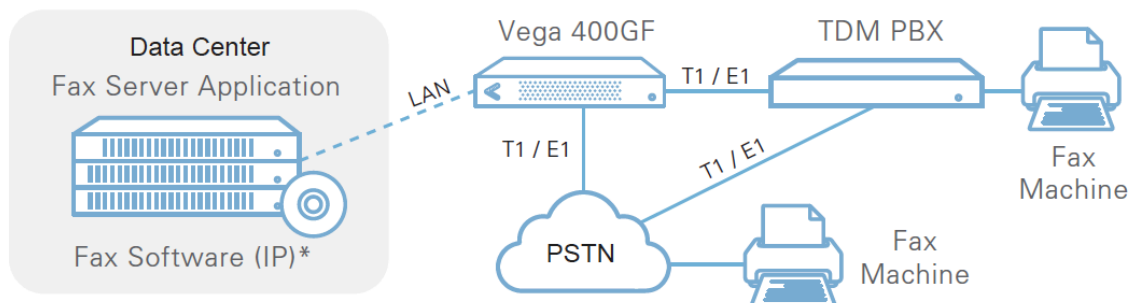 Data Center
Fax Server Application
Fax Software (IP)*
LAN
Vega 400GF
T1 / E1
TDM PBX
T1 / E1
T1 / E1
PSTN
Fax
Machine
Fax
Machine